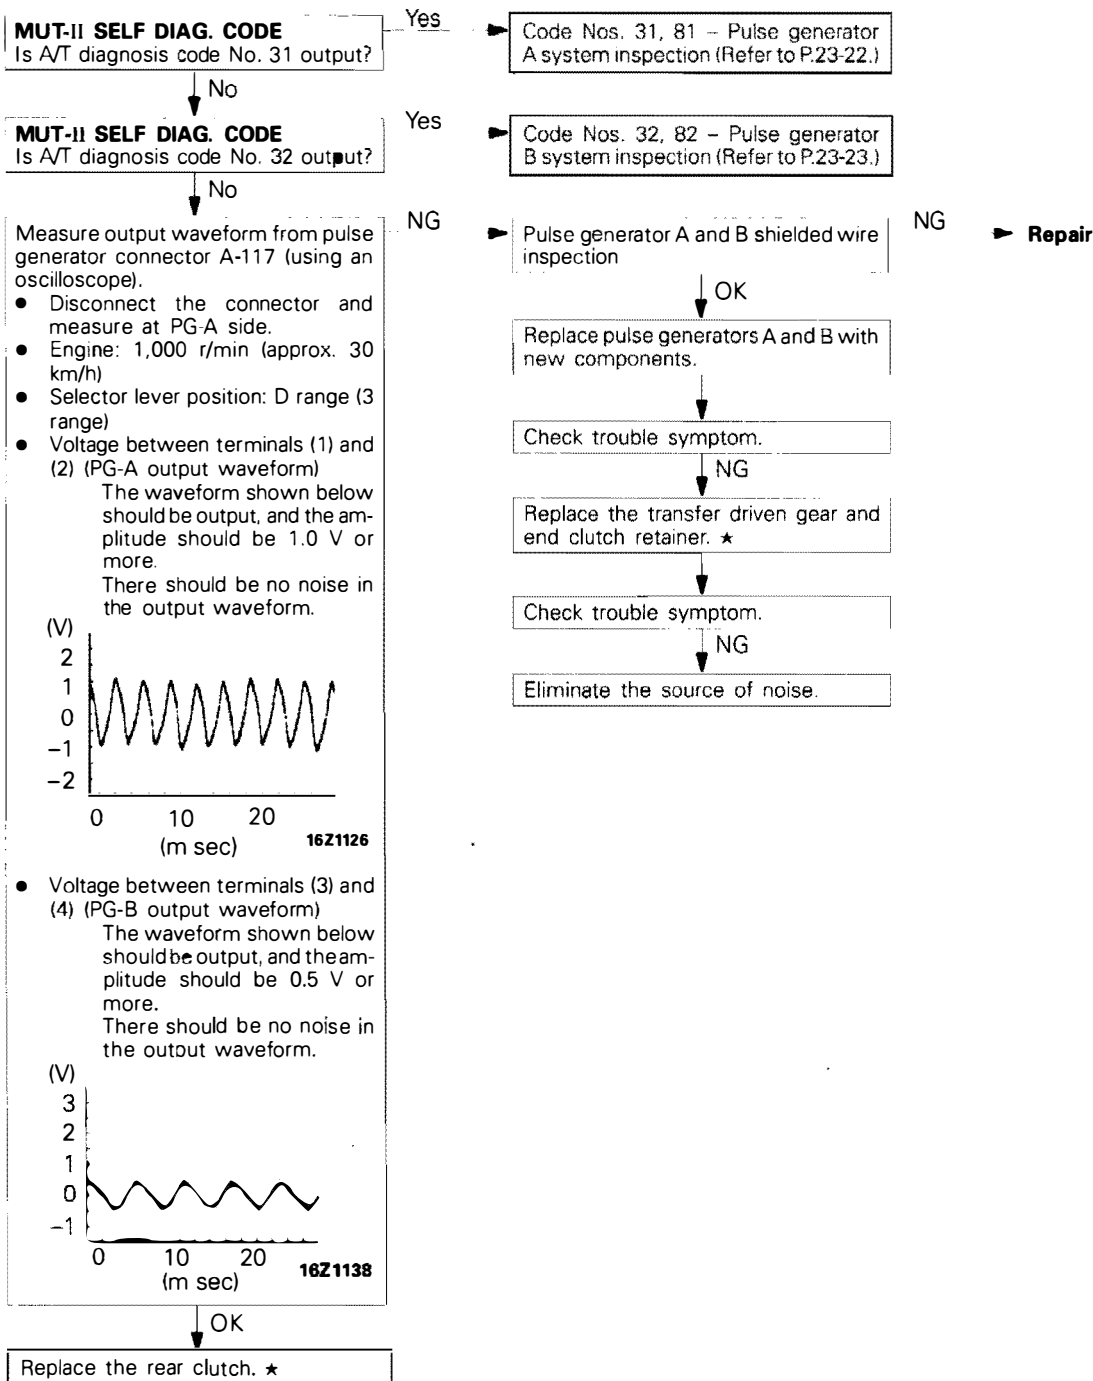 MUT-II SELF DIAG. CODE
Is A/T diagnosis code No. 31 output?
Yes
Code Nos. 31, 81 – Pulse generator
A system inspection (Refer to P.23-22.)
No
MUT-II SELF DIAG. CODE
Is A/T diagnosis code No. 32 output?
Yes
Code Nos. 32, 82 – Pulse generator
B system inspection (Refer to P.23-23.)
No
Measure output waveform from pulse
generator connector A-117 (using an
oscilloscope).
● Disconnect the connector and
measure at PG-A side.
● Engine: 1,000 r/min (approx. 30
km/h)
● Selector lever position: D range (3
range)
● Voltage between terminals (1) and
(2) (PG-A output waveform)
The waveform shown below
should be output, and the am-
plitude should be 1.0 V or
more.
There should be no noise in
the output waveform.
(V)
2
1
0
−1
−2
0 10 20
(m sec)
16Z1126
● Voltage between terminals (3) and
(4) (PG-B output waveform)
The waveform shown below
should be output, and the am-
plitude should be 0.5 V or
more.
There should be no noise in
the output waveform.
(V)
3
2
1
0
−1
0 10 20
(m sec)
16Z1138
OK
Replace the rear clutch. ★
NG
Pulse generator A and B shielded wire
inspection
NG
Repair
OK
Replace pulse generators A and B with
new components.
Check trouble symptom.
NG
Replace the transfer driven gear and
end clutch retainer. ★
Check trouble symptom.
NG
Eliminate the source of noise.